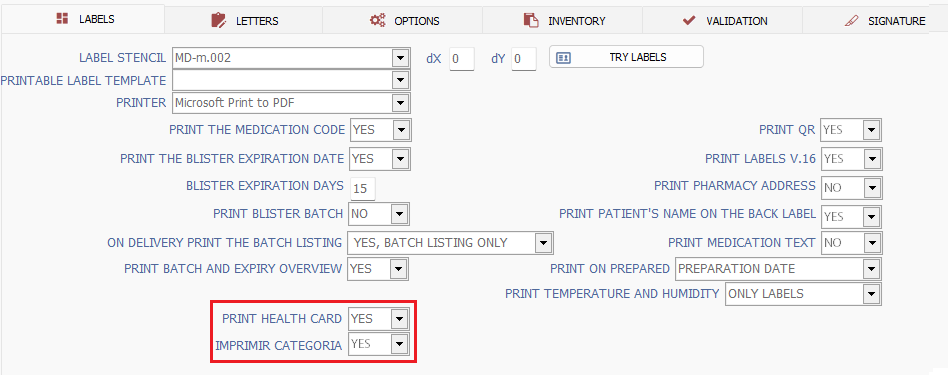 LABELS LETTERS OPTIONS INVENTORY VALIDATION SIGNATURE
LABEL STENCIL MD-m.002 dX 0 dY 0 TRY LABELS
PRINTABLE LABEL TEMPLATE
PRINTER Microsoft Print to PDF
PRINT THE MEDICATION CODE YES PRINT QR YES
PRINT THE BLISTER EXPIRATION DATE YES PRINT LABELS V.16 YES
BLISTER EXPIRATION DAYS 15 PRINT PHARMACY ADDRESS NO
PRINT BLISTER BATCH NO PRINT PATIENT'S NAME ON THE BACK LABEL YES
ON DELIVERY PRINT THE BATCH LISTING YES, BATCH LISTING ONLY PRINT MEDICATION TEXT NO
PRINT BATCH AND EXPIRY OVERVIEW YES PRINT ON PREPARED PREPARATION DATE
PRINT TEMPERATURE AND HUMIDITY ONLY LABELS
PRINT HEALTH CARD YES
IMPRIMIR CATEGORIA YES